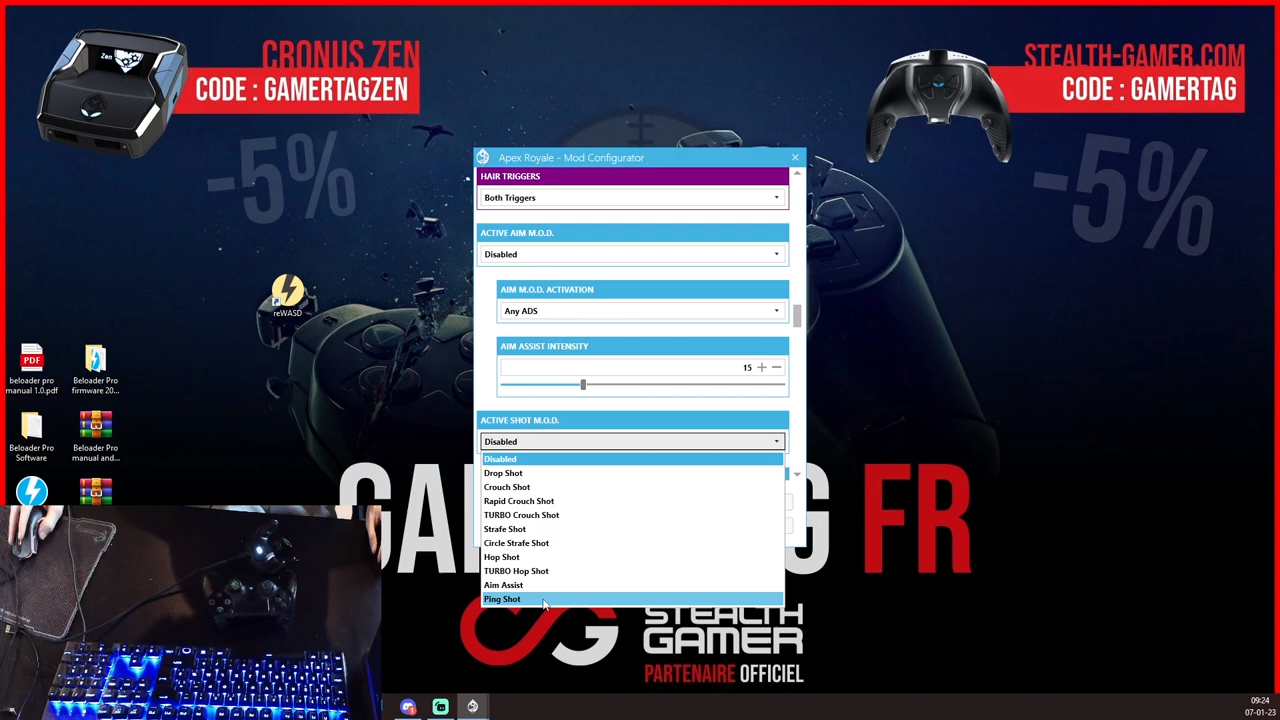 CRONUS ZEN
CODE : GAMERTAGZEN
-5%
Zen
STEALTH-GAMER.COM
CODE : GAMERTAG
-5%
Apex Royale - Mod Configurator
HAIR TRIGGERS
Both Triggers
ACTIVE AIM M.O.D.
Disabled
AIM M.O.D. ACTIVATION
Any ADS
AIM ASSIST INTENSITY
15
ACTIVE SHOT M.O.D.
Disabled
Disabled
Drop Shot
Crouch Shot
Rapid Crouch Shot
TURBO Crouch Shot
Strafe Shot
Circle Strafe Shot
Hop Shot
TURBO Hop Shot
Aim Assist
Ping Shot
reWASD
PDF
beloader pro
manual 1.0.pdf
Beloader Pro
firmware 20...
Beloader Pro
Software
Beloader Pro
manual and...
GA
G FR
STEALTH
GAMER
PARTENAIRE OFFICIEL
09:24
07-01-23